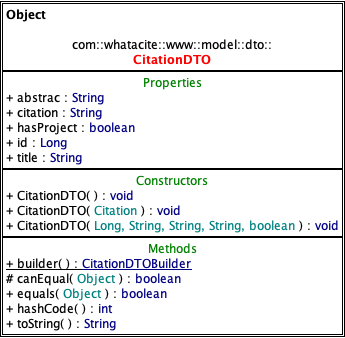 Object
com::whatacite::www::model::dto::
CitationDTO
Properties
+ abstrac : String
+ citation : String
+ hasProject : boolean
+ id : Long
+ title : String
Constructors
+ CitationDTO( ) : void
+ CitationDTO( Citation ) : void
+ CitationDTO( Long, String, String, String, boolean ) : void
Methods
+ builder( ) : CitationDTOBuilder
# canEqual( Object ) : boolean
+ equals( Object ) : boolean
+ hashCode( ) : int
+ toString( ) : String